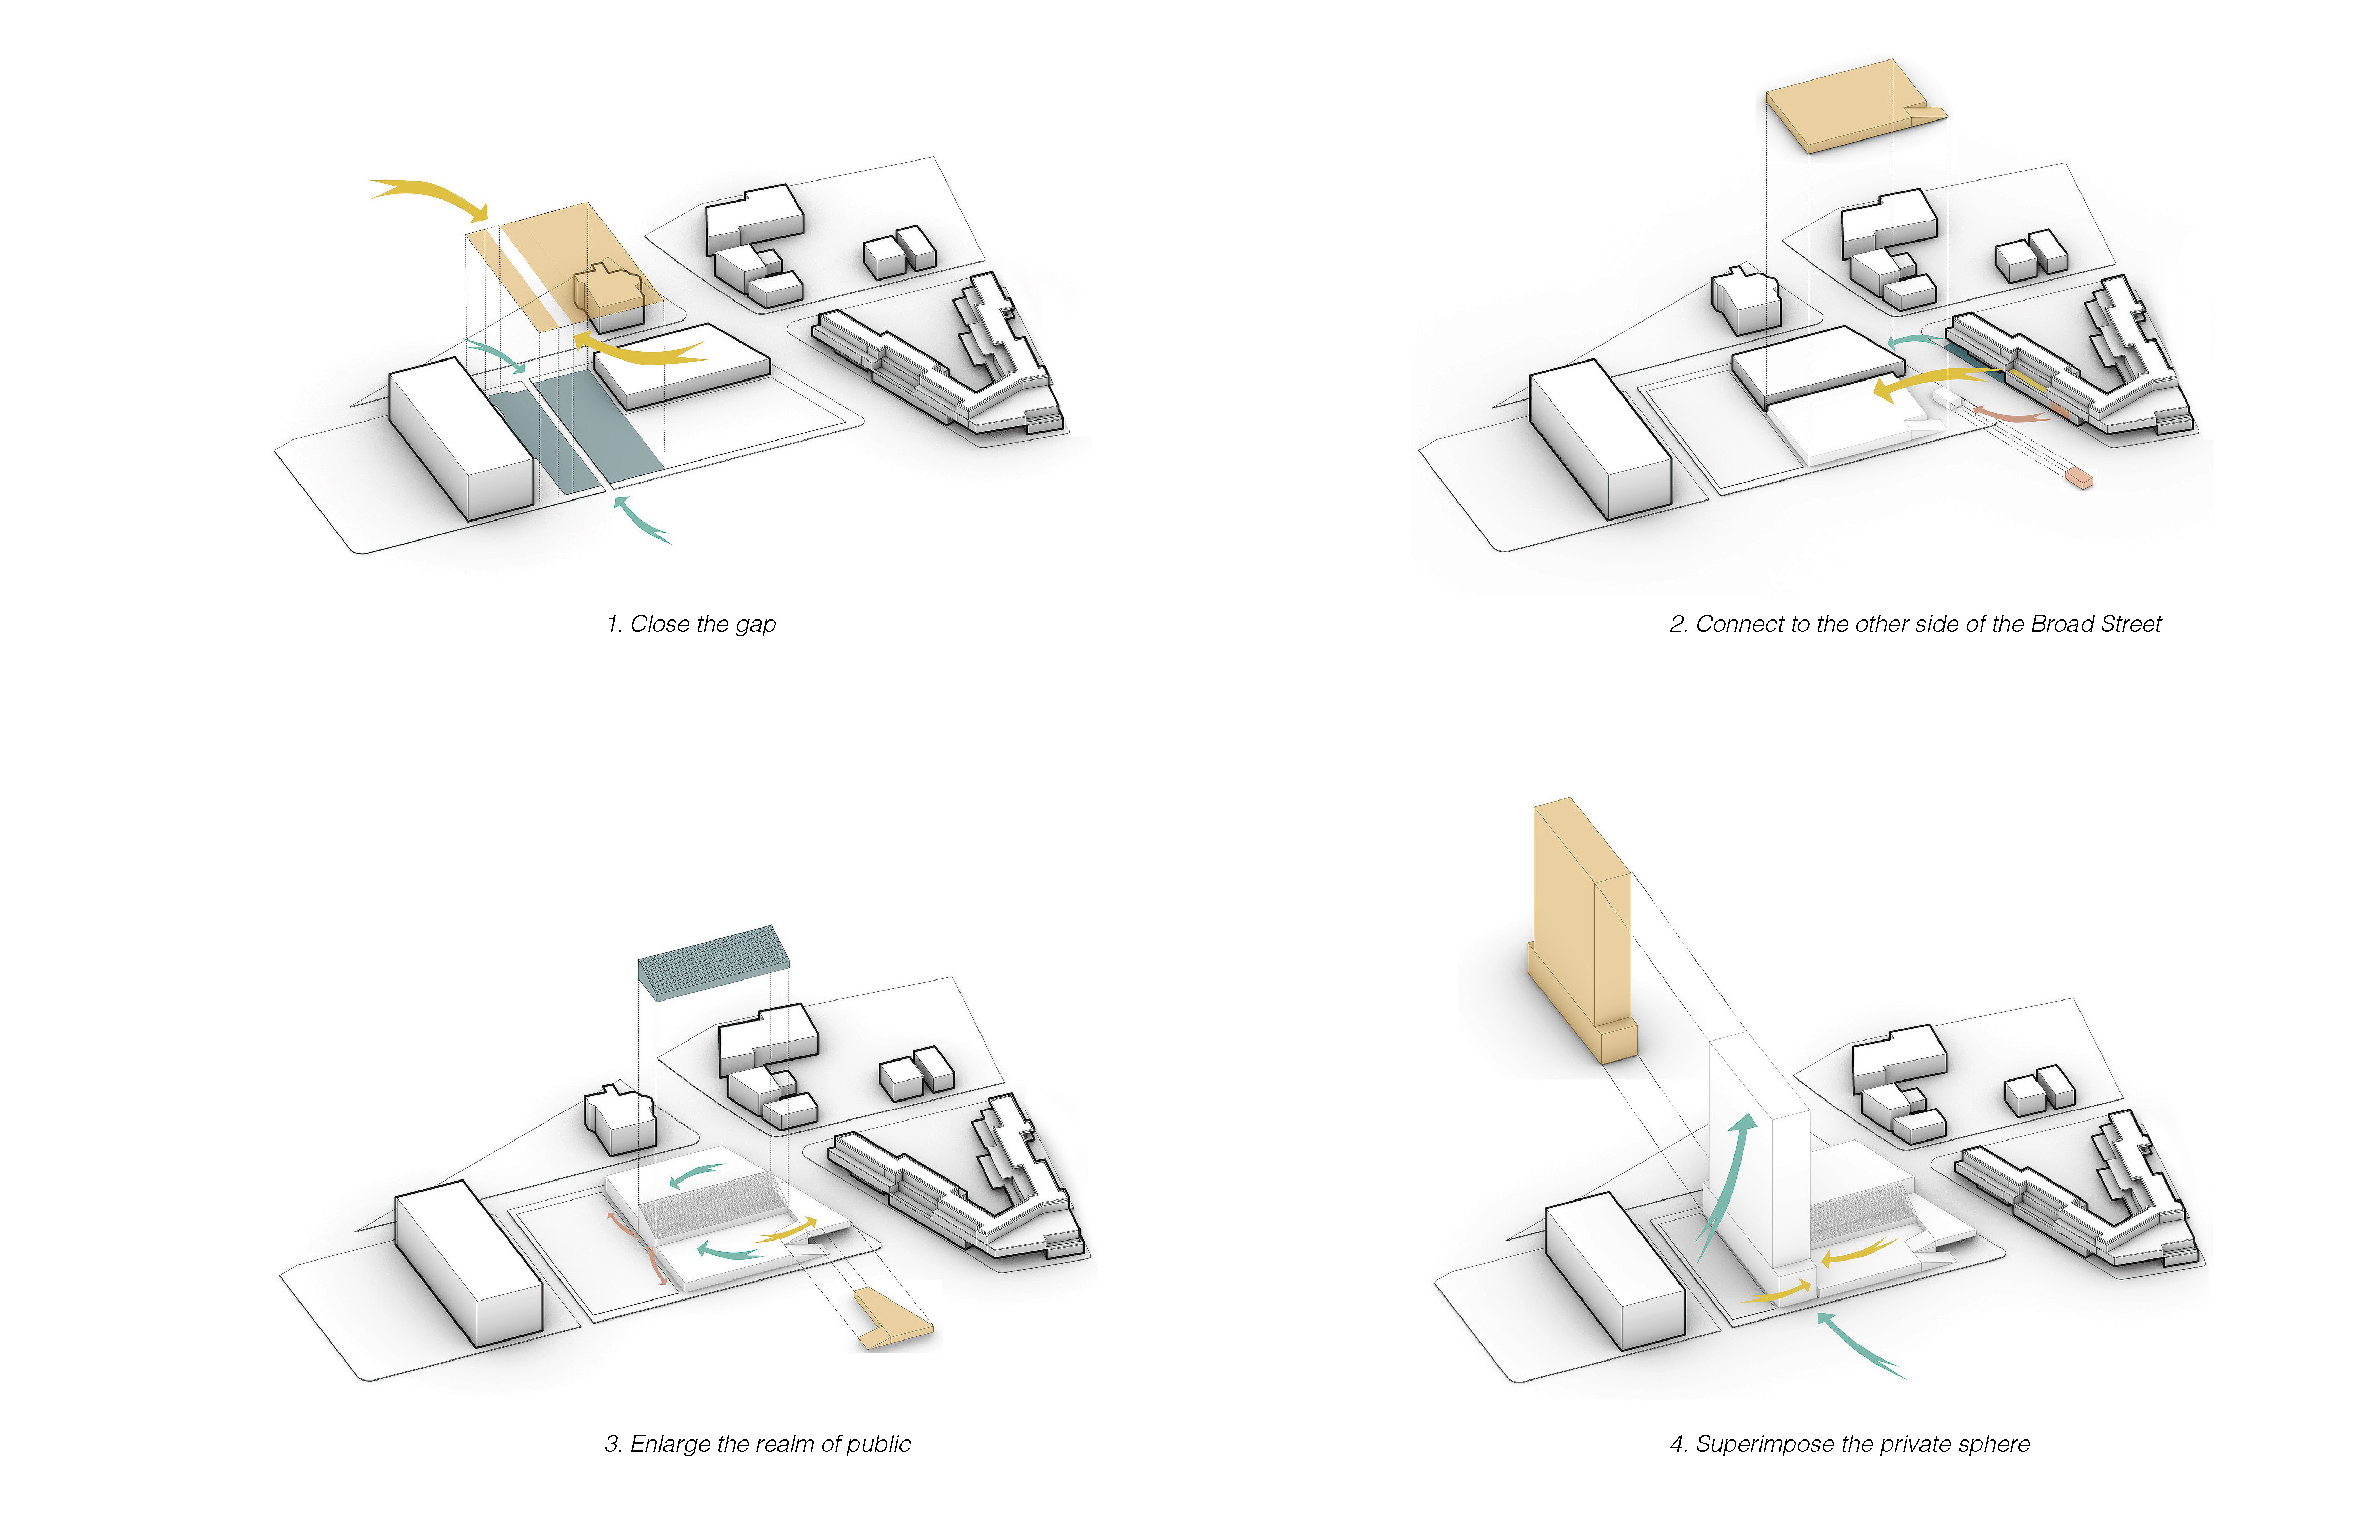 1. Close the gap
2. Connect to the other side of the Broad Street
3. Enlarge the realm of public
4. Superimpose the private sphere